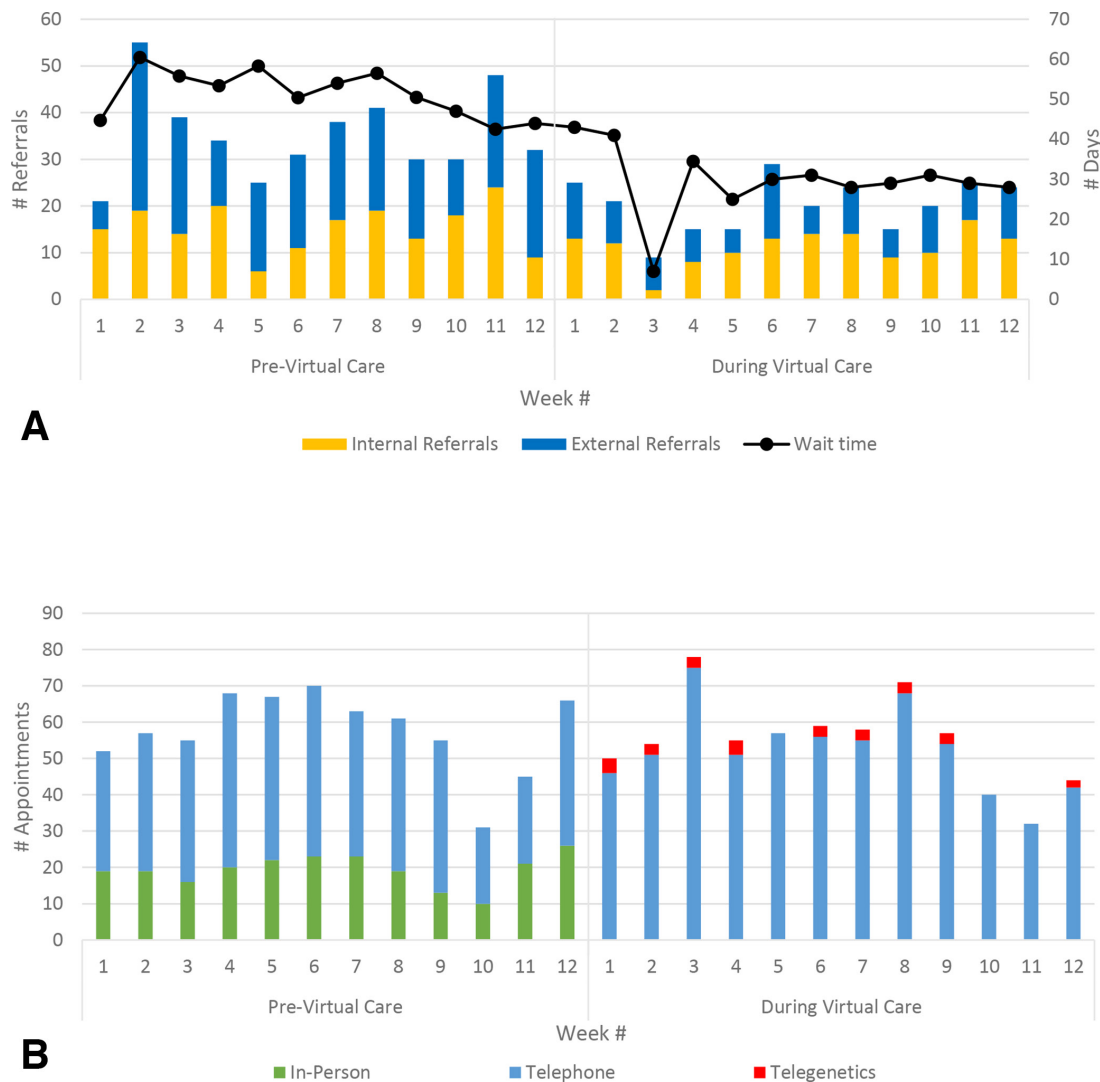 60 70
50 60
40 50
30 40
20 30
10 20
0 10
0
# Referrals
# Days
1 2 3 4 5 6 7 8 9 10 11 12 1 2 3 4 5 6 7 8 9 10 11 12
Pre-Virtual Care During Virtual Care
Week #
A
Internal Referrals External Referrals Wait time
90
80
70
60
50
40
30
20
10
0
# Appointments
1 2 3 4 5 6 7 8 9 10 11 12 1 2 3 4 5 6 7 8 9 10 11 12
Pre-Virtual Care During Virtual Care
Week #
B
In-Person Telephone Telegenetics